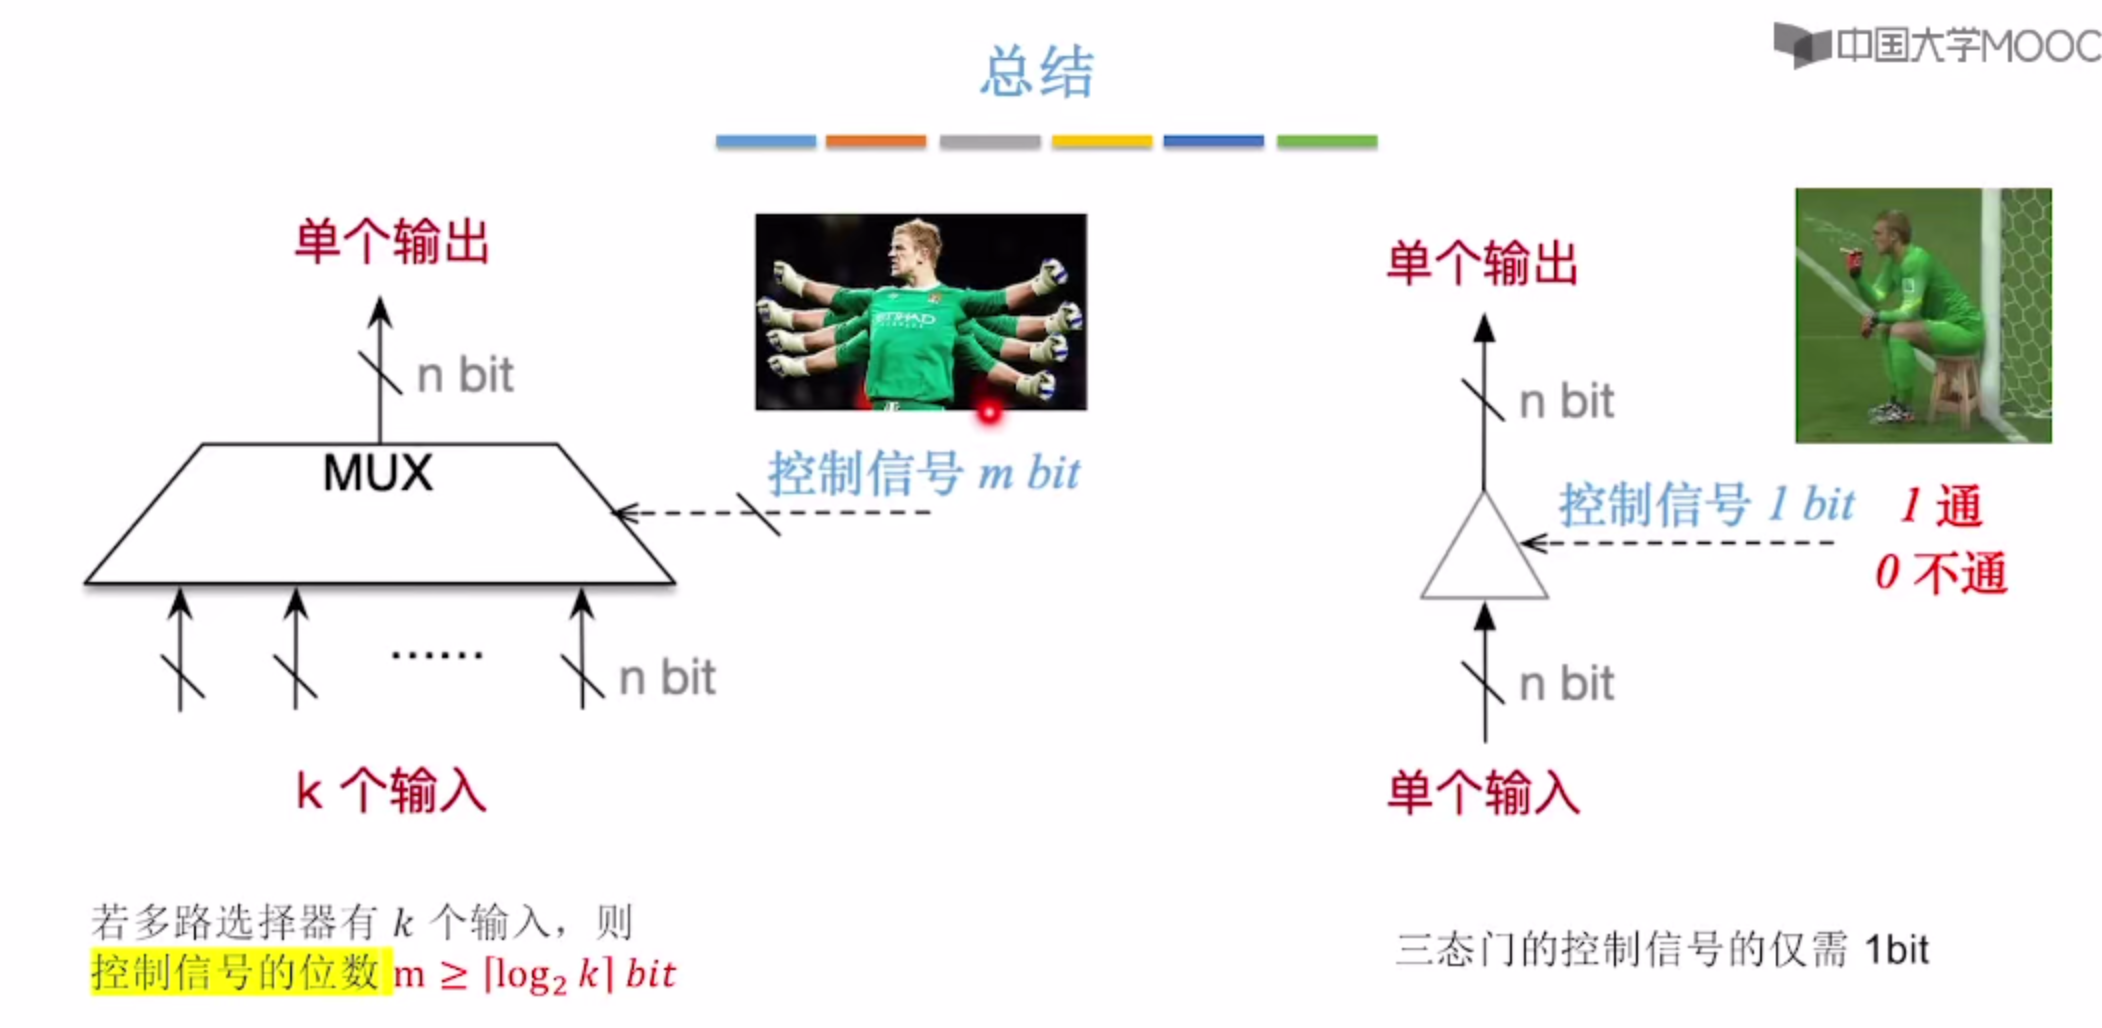 中国大学MOOC
总结
单个输出
n bit
MUX
控制信号 m bit
......
n bit
k 个输入
若多路选择器有 k 个输入，则
控制信号的位数 m ≥ ⌈log₂ k⌉ bit
ETIHAD
单个输出
n bit
控制信号 1 bit
1 通
0 不通
n bit
单个输入
三态门的控制信号的仅需 1bit